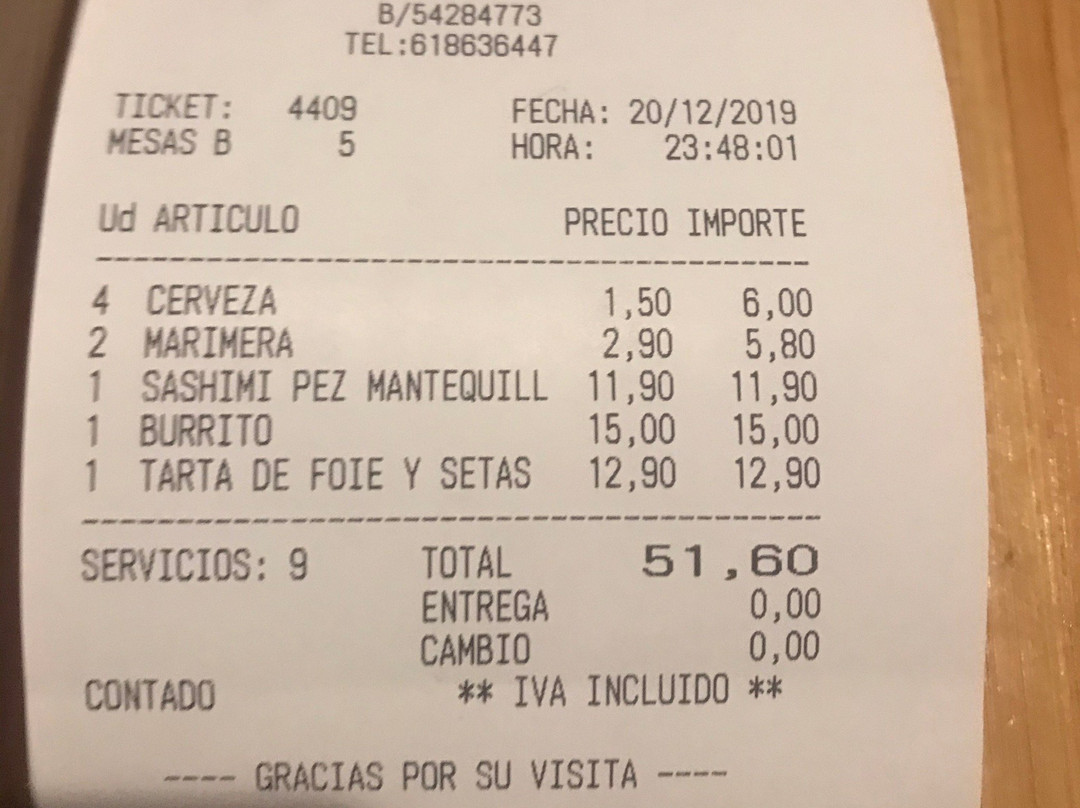 B/54284773
TEL:618636447
TICKET: 4409 FECHA: 20/12/2019
MESAS B 5 HORA: 23:48:01
Ud ARTICULO PRECIO IMPORTE
4 CERVEZA 1,50 6,00
2 MARIMERA 2,90 5,80
1 SASHIMI PEZ MANTEQUILL 11,90 11,90
1 BURRITO 15,00 15,00
1 TARTA DE FOIE Y SETAS 12,90 12,90
SERVICIOS: 9 TOTAL 51,60
ENTREGA 0,00
CAMBIO 0,00
CONTADO ** IVA INCLUIDO **
---- GRACIAS POR SU VISITA ----